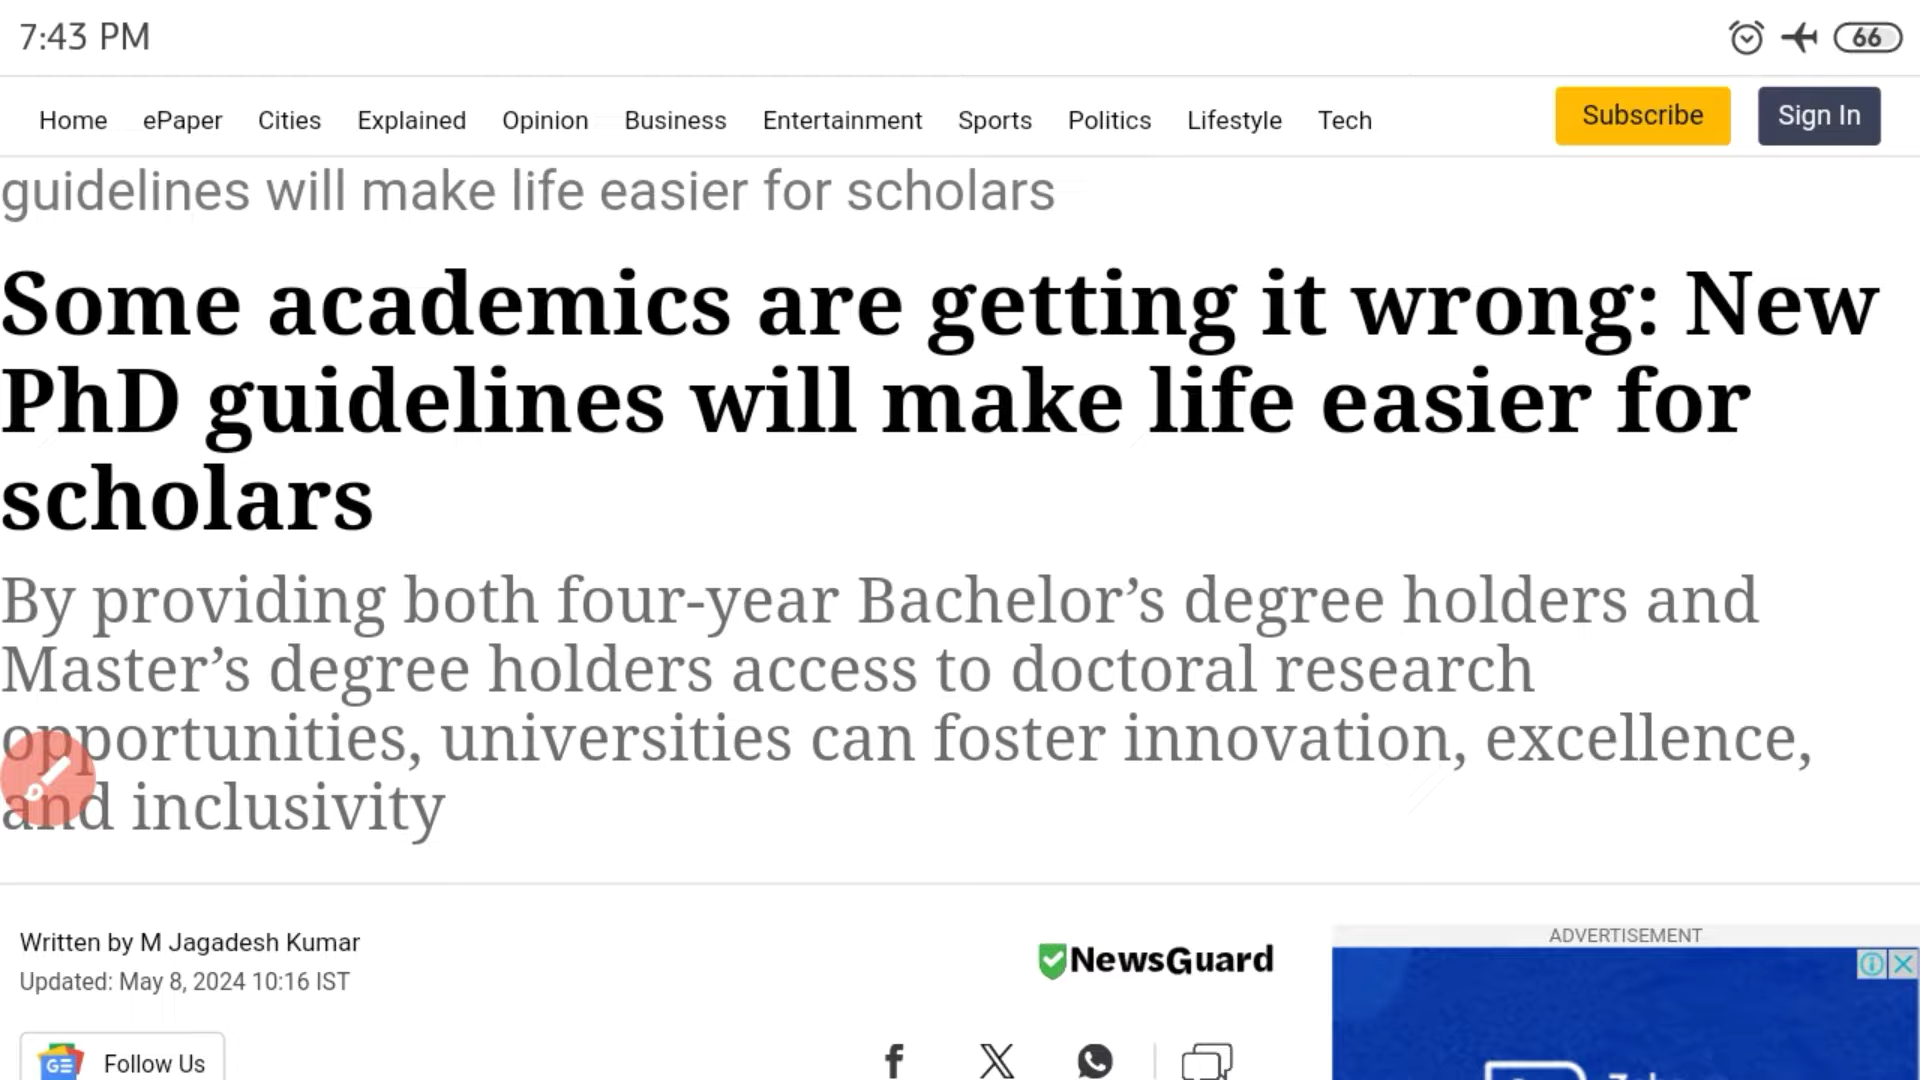 7:43 PM
66
Home ePaper Cities Explained Opinion Business Entertainment Sports Politics Lifestyle Tech Subscribe Sign In
guidelines will make life easier for scholars
Some academics are getting it wrong: New
PhD guidelines will make life easier for
scholars
By providing both four-year Bachelor’s degree holders and
Master’s degree holders access to doctoral research
opportunities, universities can foster innovation, excellence,
and inclusivity
Written by M Jagadesh Kumar
Updated: May 8, 2024 10:16 IST
NewsGuard
ADVERTISEMENT
GE Follow Us